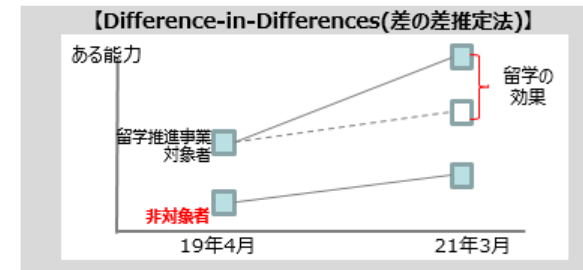 【Difference-in-Differences(差の差推定法)】
ある能力
留学の
効果
留学推進事業
対象者
非対象者
19年4月
21年3月